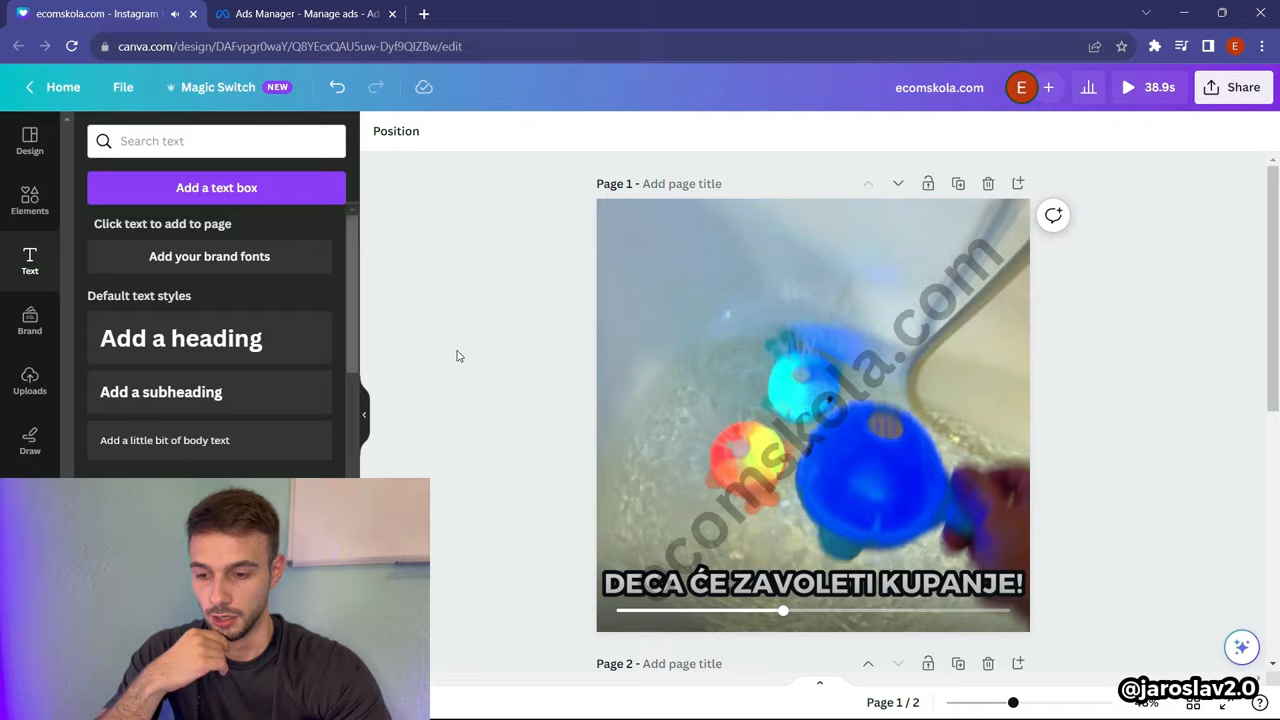 ecomskola.com - Instagram
Ads Manager - Manage ads - Ad
canva.com/design/DAFvpgr0waY/Q8YEcxQAU5uw-Dyf9QIZBw/edit
E
Home
File
Magic Switch
NEW
ecomskola.com
E
38.9s
Share
Design
Elements
Text
Brand
Uploads
Draw
Search text
Add a text box
Click text to add to page
Add your brand fonts
Default text styles
Add a heading
Add a subheading
Add a little bit of body text
Position
Page 1 - Add page title
ecomskola.com
DECA ĆE ZAVOLETI KUPANJE!
Page 2 - Add page title
Page 1 / 2
@jaroslav2.0